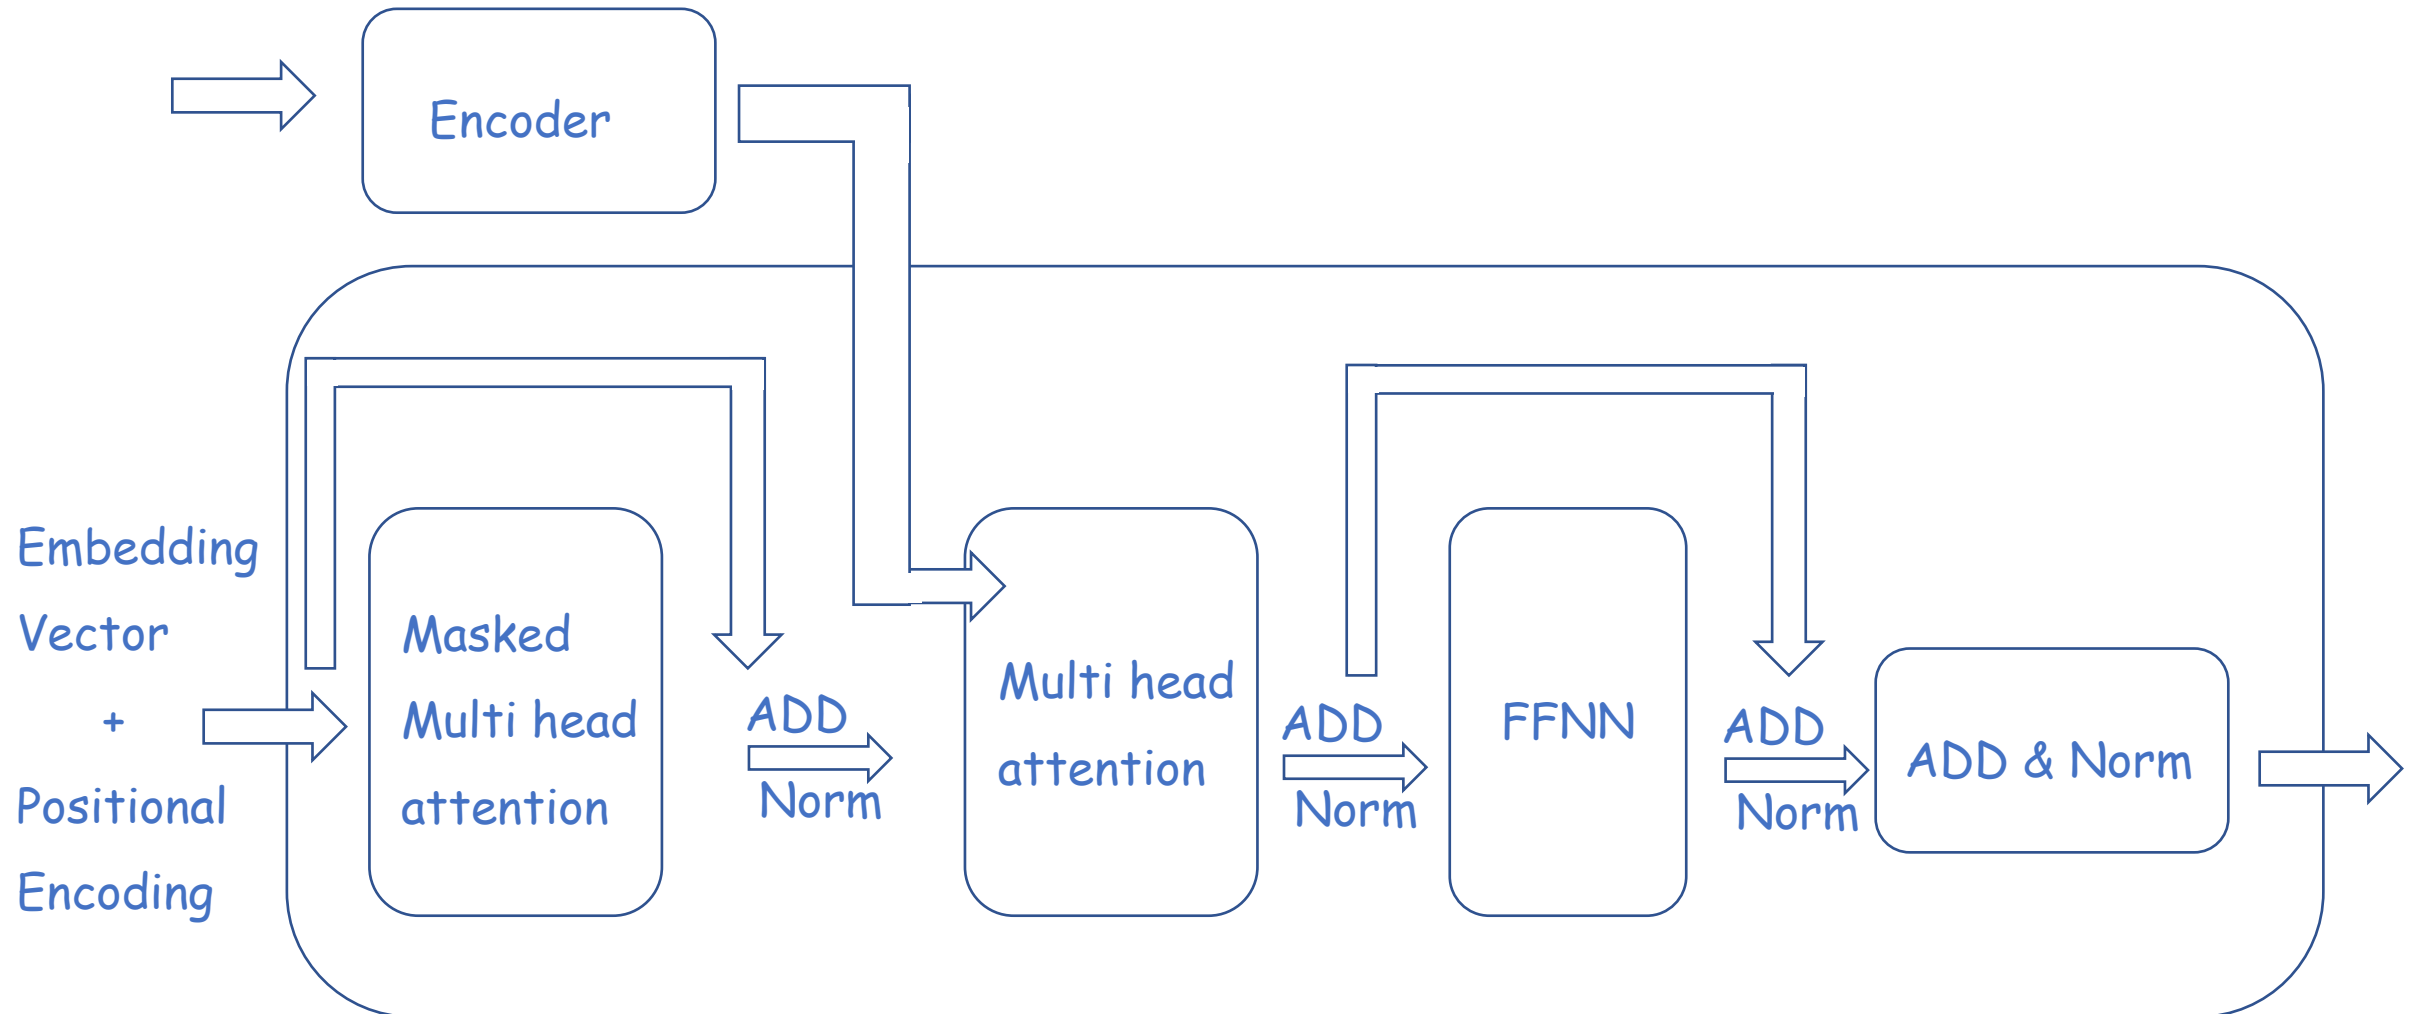 Encoder
Embedding
Vector
+
Positional
Encoding
Masked
Multi head
attention
ADD
Norm
Multi head
attention
ADD
Norm
FFNN
ADD
Norm
ADD & Norm